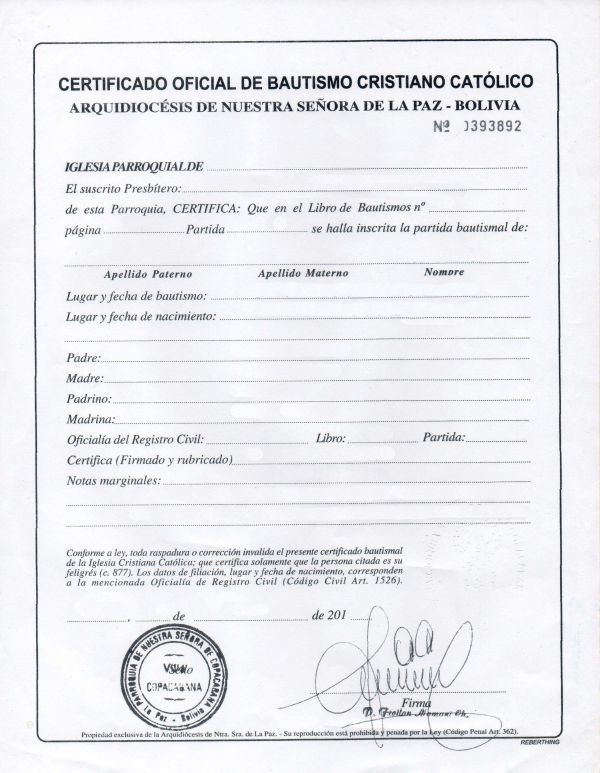 CERTIFICADO OFICIAL DE BAUTISMO CRISTIANO CATÓLICO
ARQUIDIOCÉSIS DE NUESTRA SEÑORA DE LA PAZ - BOLIVIA
Nº 0393892
IGLESIA PARROQUIAL DE
El suscrito Presbítero:
de esta Parroquia, CERTIFICA: Que en el Libro de Bautismos nº
página Partida se halla inscrita la partida bautismal de:
Apellido Paterno Apellido Materno Nombre
Lugar y fecha de bautismo:
Lugar y fecha de nacimiento:
Padre:
Madre:
Padrino:
Madrina:
Oficialía del Registro Civil: Libro: Partida:
Certifica (Firmado y rubricado)
Notas marginales:
Conforme a ley, toda raspadura o corrección invalida el presente certificado bautismal
de la Iglesia Cristiana Católica; que certifica solamente que la persona citada es su
feligrés (c. 877). Los datos de filiación, lugar y fecha de nacimiento, corresponden
a la mencionada Oficialía de Registro Civil (Código Civil Art. 1526).
, de de 201
PARROQUIA DE NUESTRA SEÑORA DE COPACABANA
Sello
COPACABANA
La Paz - Bolivia
Firma
Propiedad exclusiva de la Arquidiócesis de Ntra. Sra. de La Paz. - Su reproducción está prohibida y penada por la Ley (Código Penal Art. 362).
REBERTHING